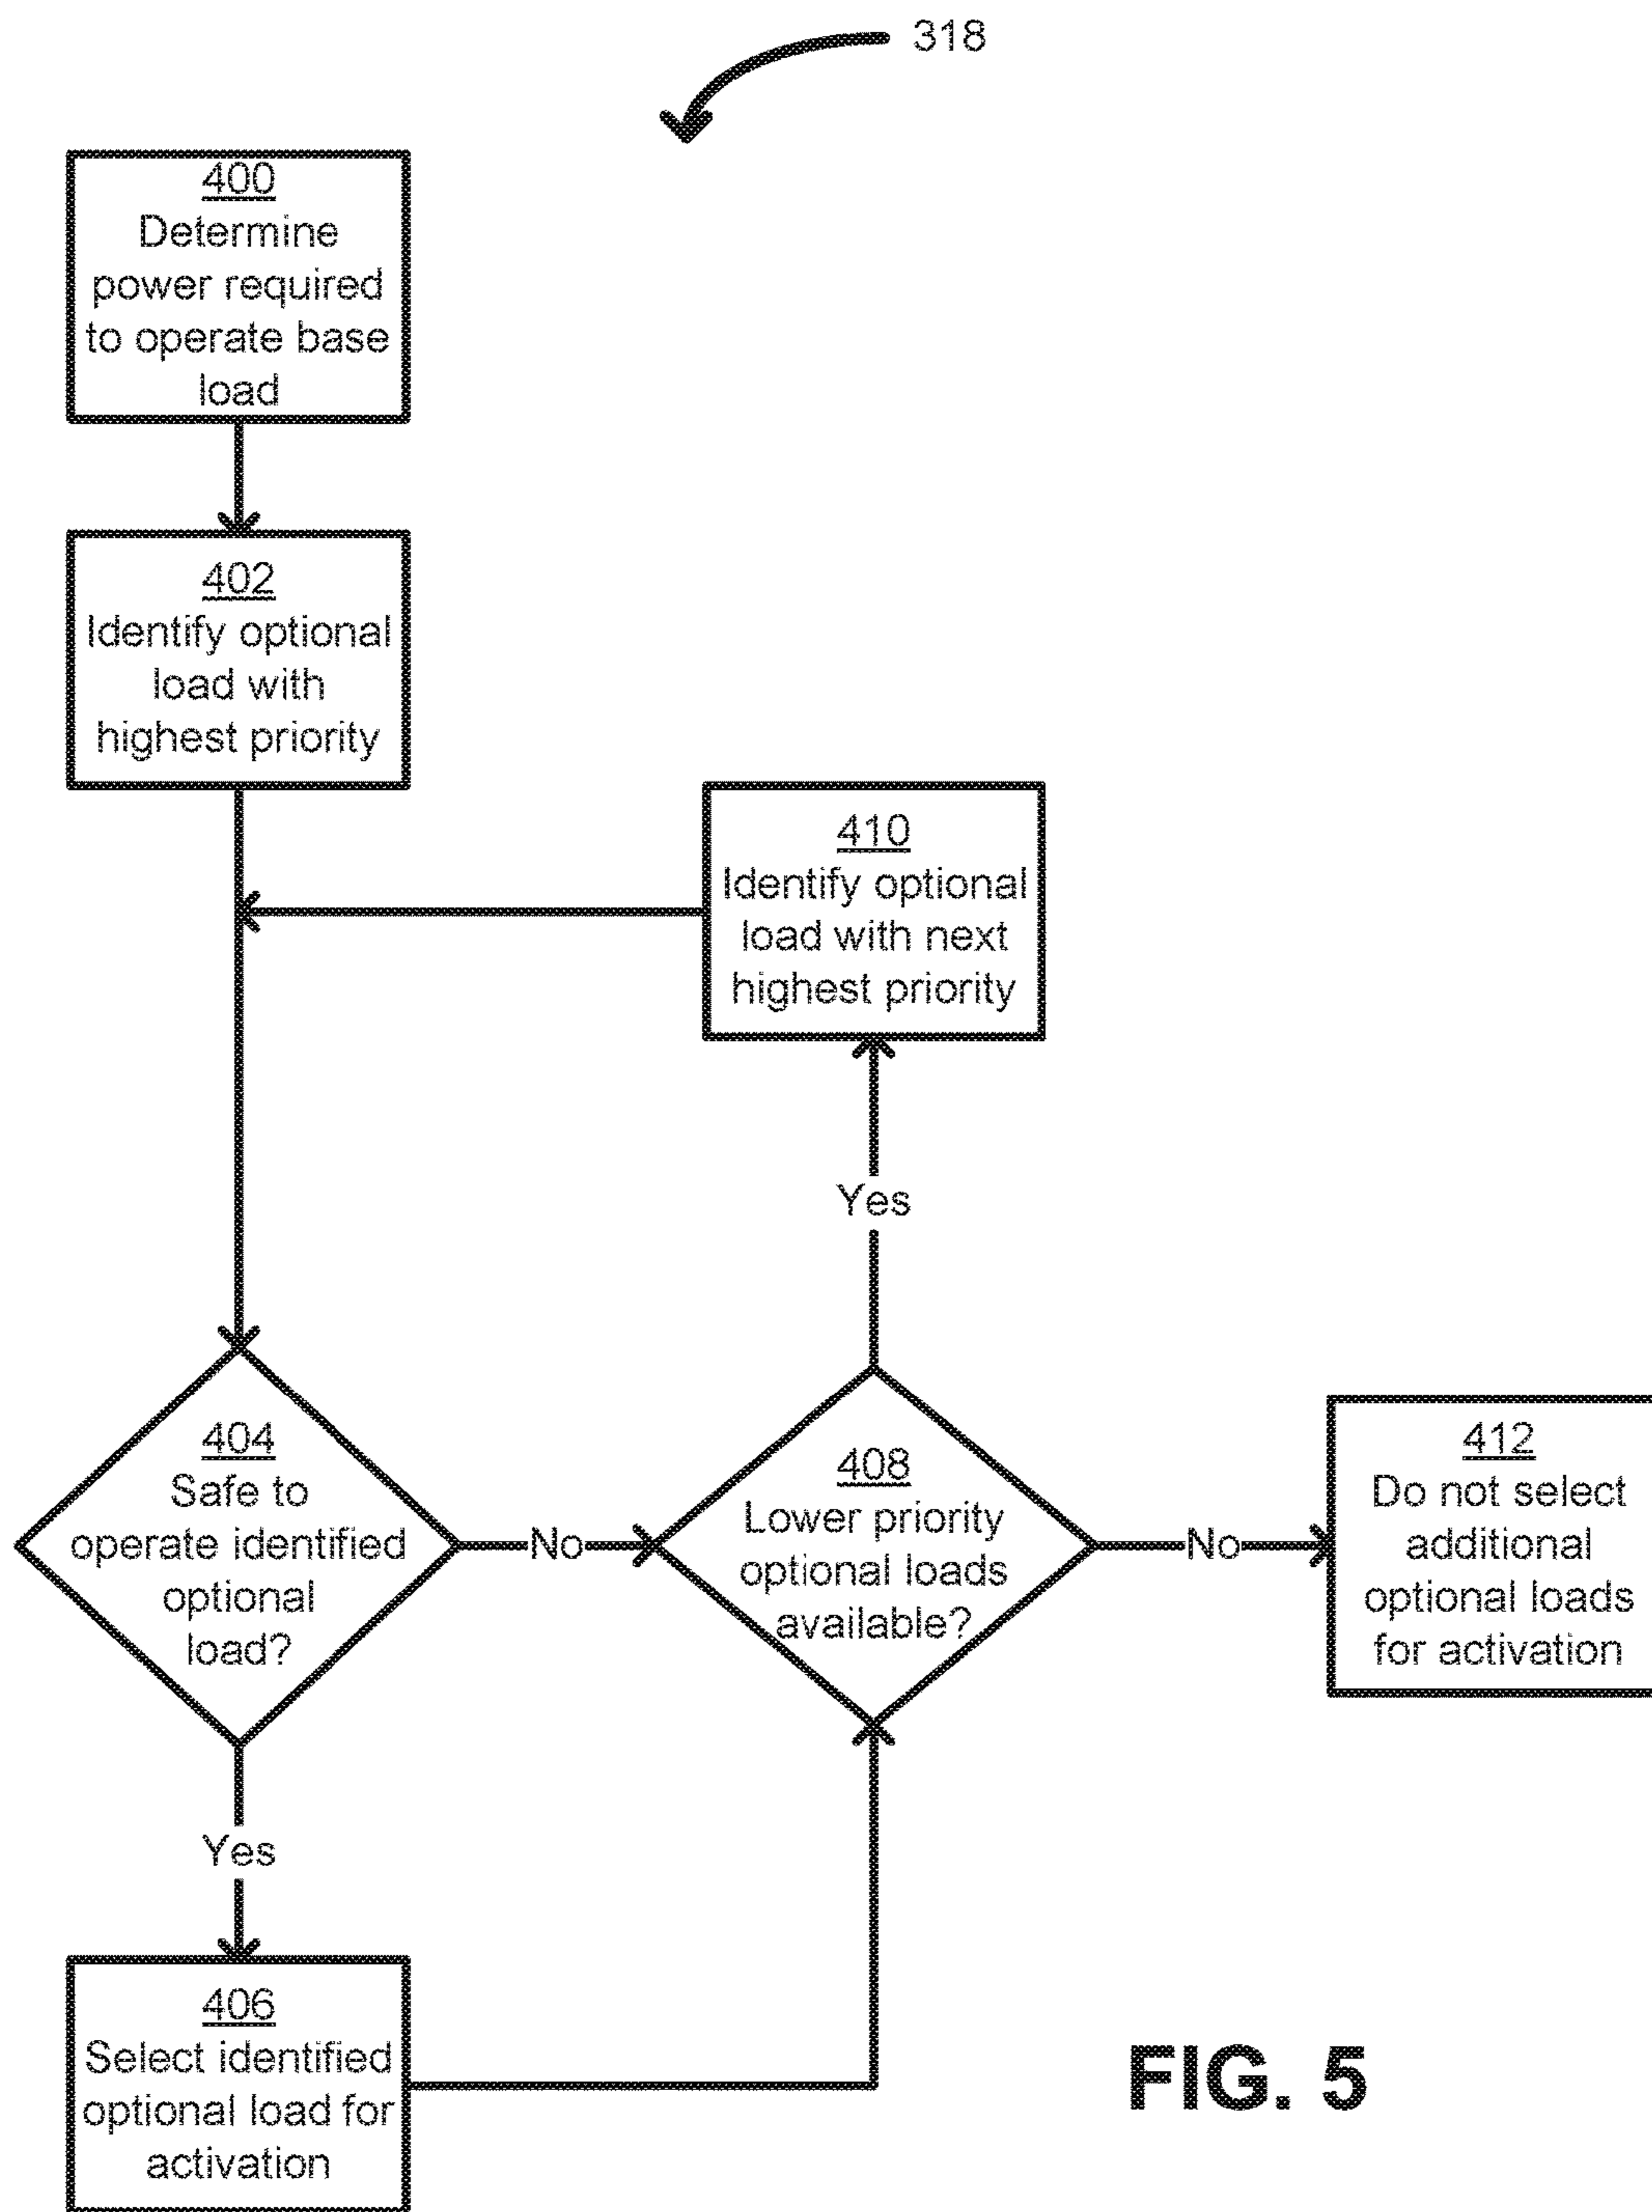 318
400
Determine
power required
to operate base
load
402
Identify optional
load with
highest priority
410
Identify optional
load with next
highest priority
Yes
404
Safe to
operate identified
optional
load?
No
408
Lower priority
optional loads
available?
No
412
Do not select
additional
optional loads
for activation
Yes
406
Select identified
optional load for
activation
FIG. 5